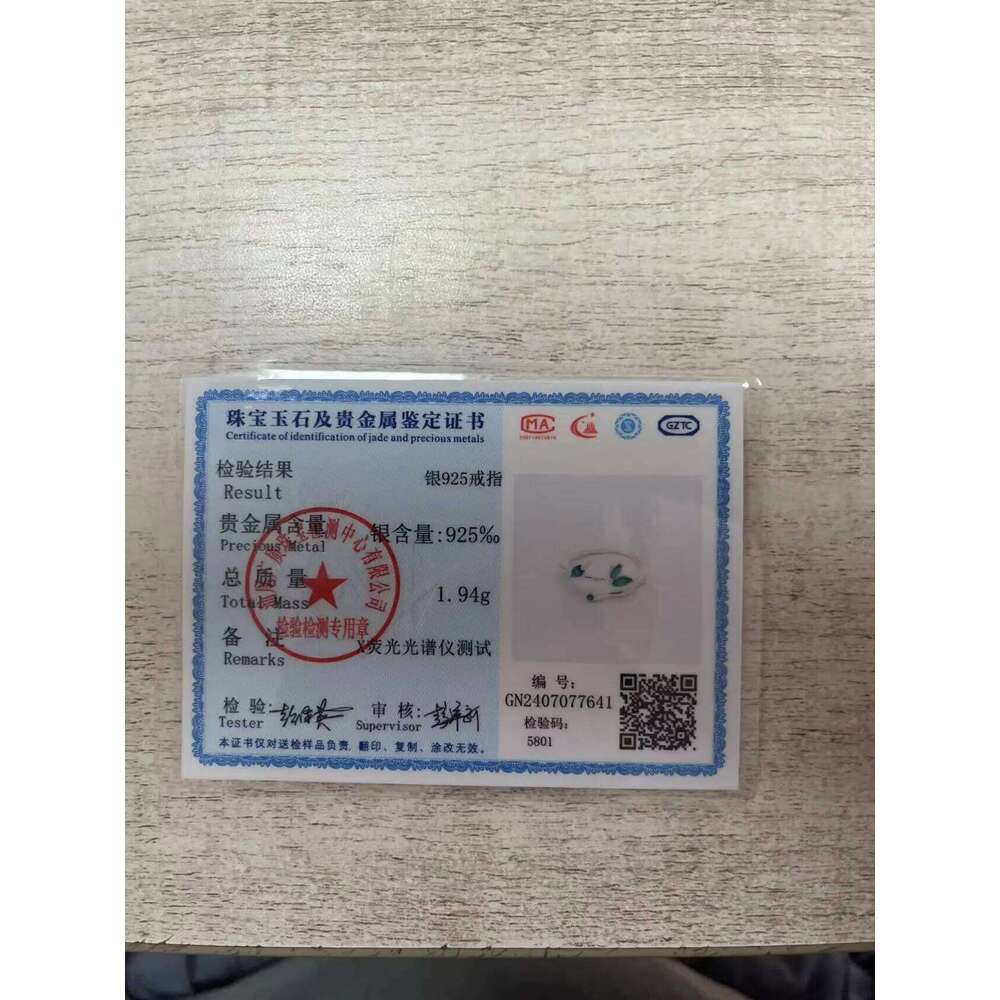 珠宝玉石及贵金属鉴定证书
Certificate of identification of jade and precious metals
检验结果
Result
银925戒指
贵金属含量
Precious Metal
银含量:925‰
总质量
Total Mass
1.94g
备注
Remarks
X荧光光谱仪测试
检验检测专用章
检验:
Tester
审核:
Supervisor
本证书仅对送检样品负责,翻印、复制、涂改无效。
MA
GZTC
编号:
GN2407077641
检验码:
5801